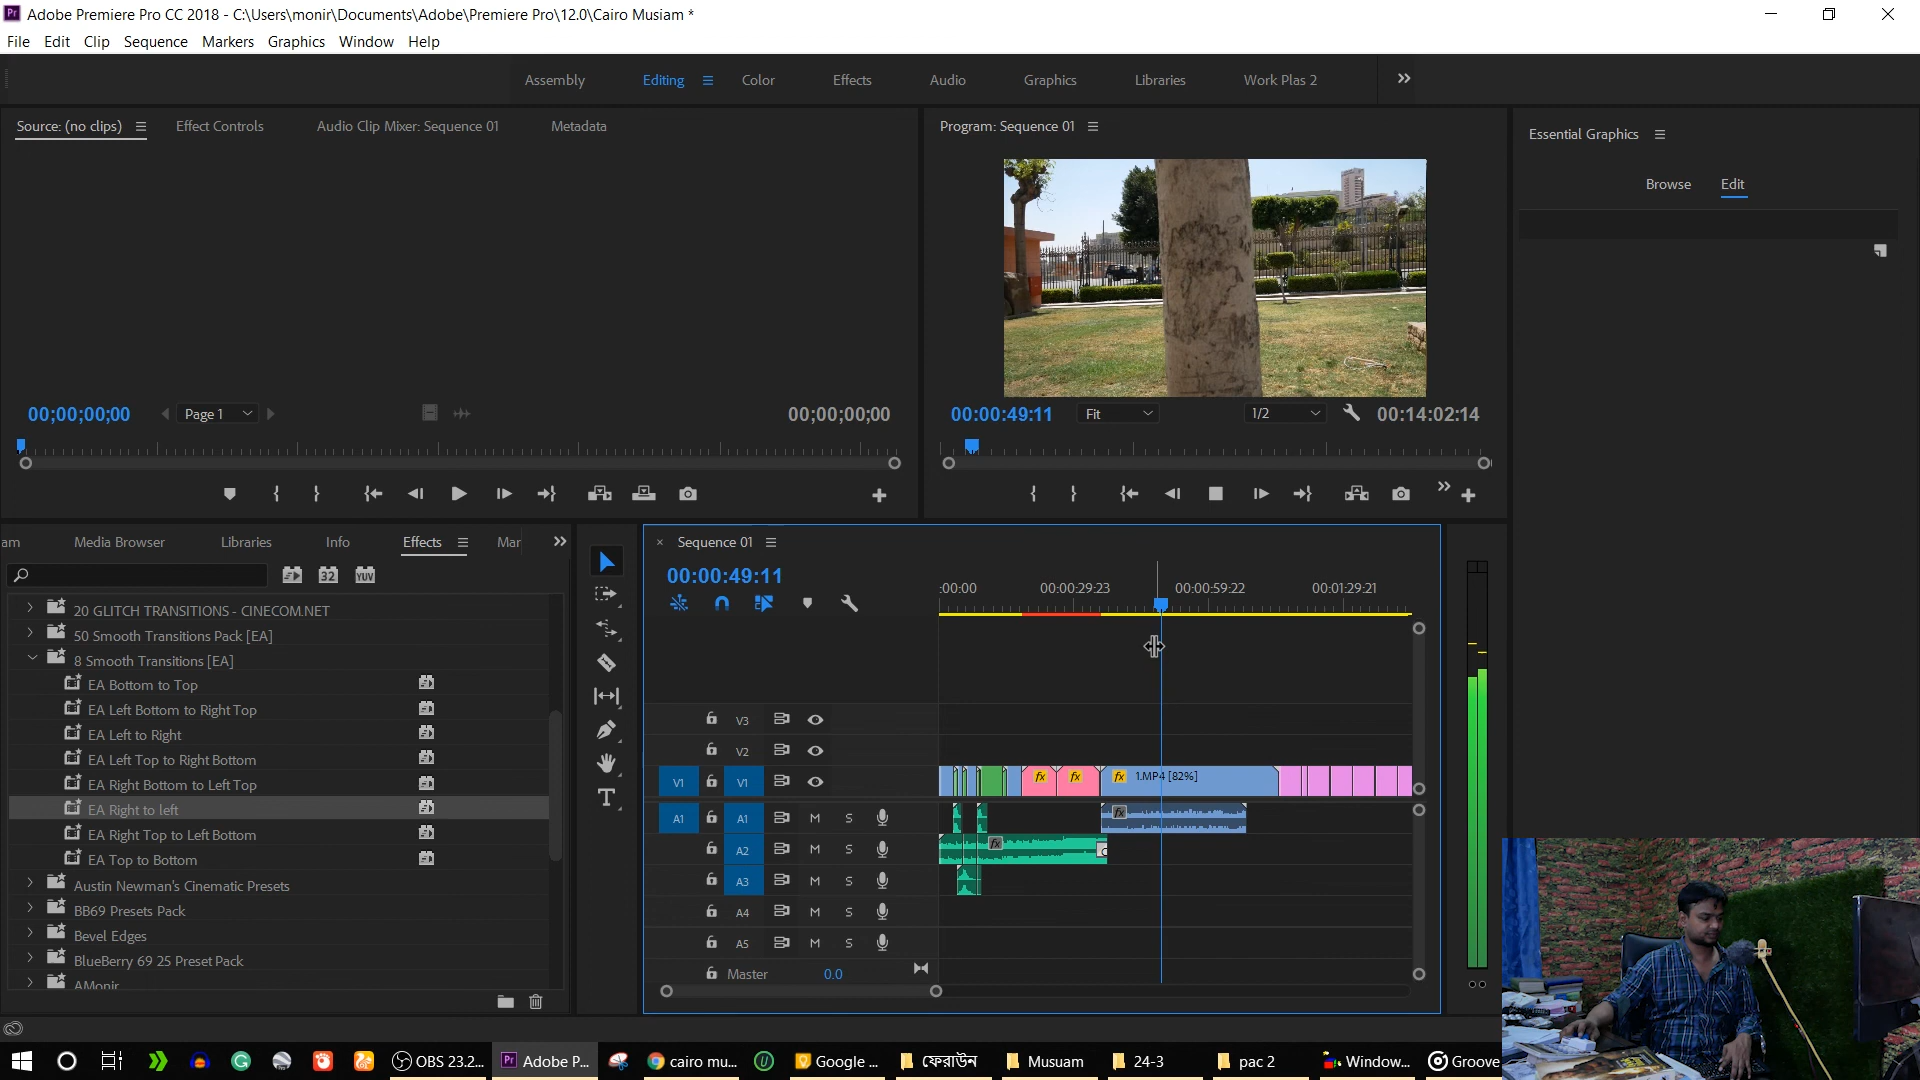 Adobe Premiere Pro CC 2018 - C:\Users\monir\Documents\Adobe\Premiere Pro\12.0\Cairo Musiam *
File Edit Clip Sequence Markers Graphics Window Help
Assembly Editing Color Effects Audio Graphics Libraries Work Plas 2
Source: (no clips) Effect Controls Audio Clip Mixer: Sequence 01 Metadata
Program: Sequence 01
Essential Graphics
Browse Edit
00;00;00;00 Page 1 00;00;00;00
00:00:49:11 Fit 1/2 00:14:02:14
am Media Browser Libraries Info Effects Mar
32 YUV
20 GLITCH TRANSITIONS - CINECOM.NET
50 Smooth Transitions Pack [EA]
8 Smooth Transitions [EA]
EA Bottom to Top
EA Left Bottom to Right Top
EA Left to Right
EA Left Top to Right Bottom
EA Right Bottom to Left Top
EA Right to left
EA Right Top to Left Bottom
EA Top to Bottom
Austin Newman's Cinematic Presets
BB69 Presets Pack
Bevel Edges
BlueBerry 69 25 Preset Pack
AMonir
× Sequence 01
00:00:49:11
:00:00 00:00:29:23 00:00:59:22 00:01:29:21
V3
V2
V1 V1 fx fx fx 1.MP4 [82%]
A1 A1 M S fx
A2 M S fx
A3 M S
A4 M S
A5 M S
Master 0.0
OBS 23.2... Adobe P... cairo mu... Google ... ফেরাউন Musuam 24-3 pac 2 Window... Groove